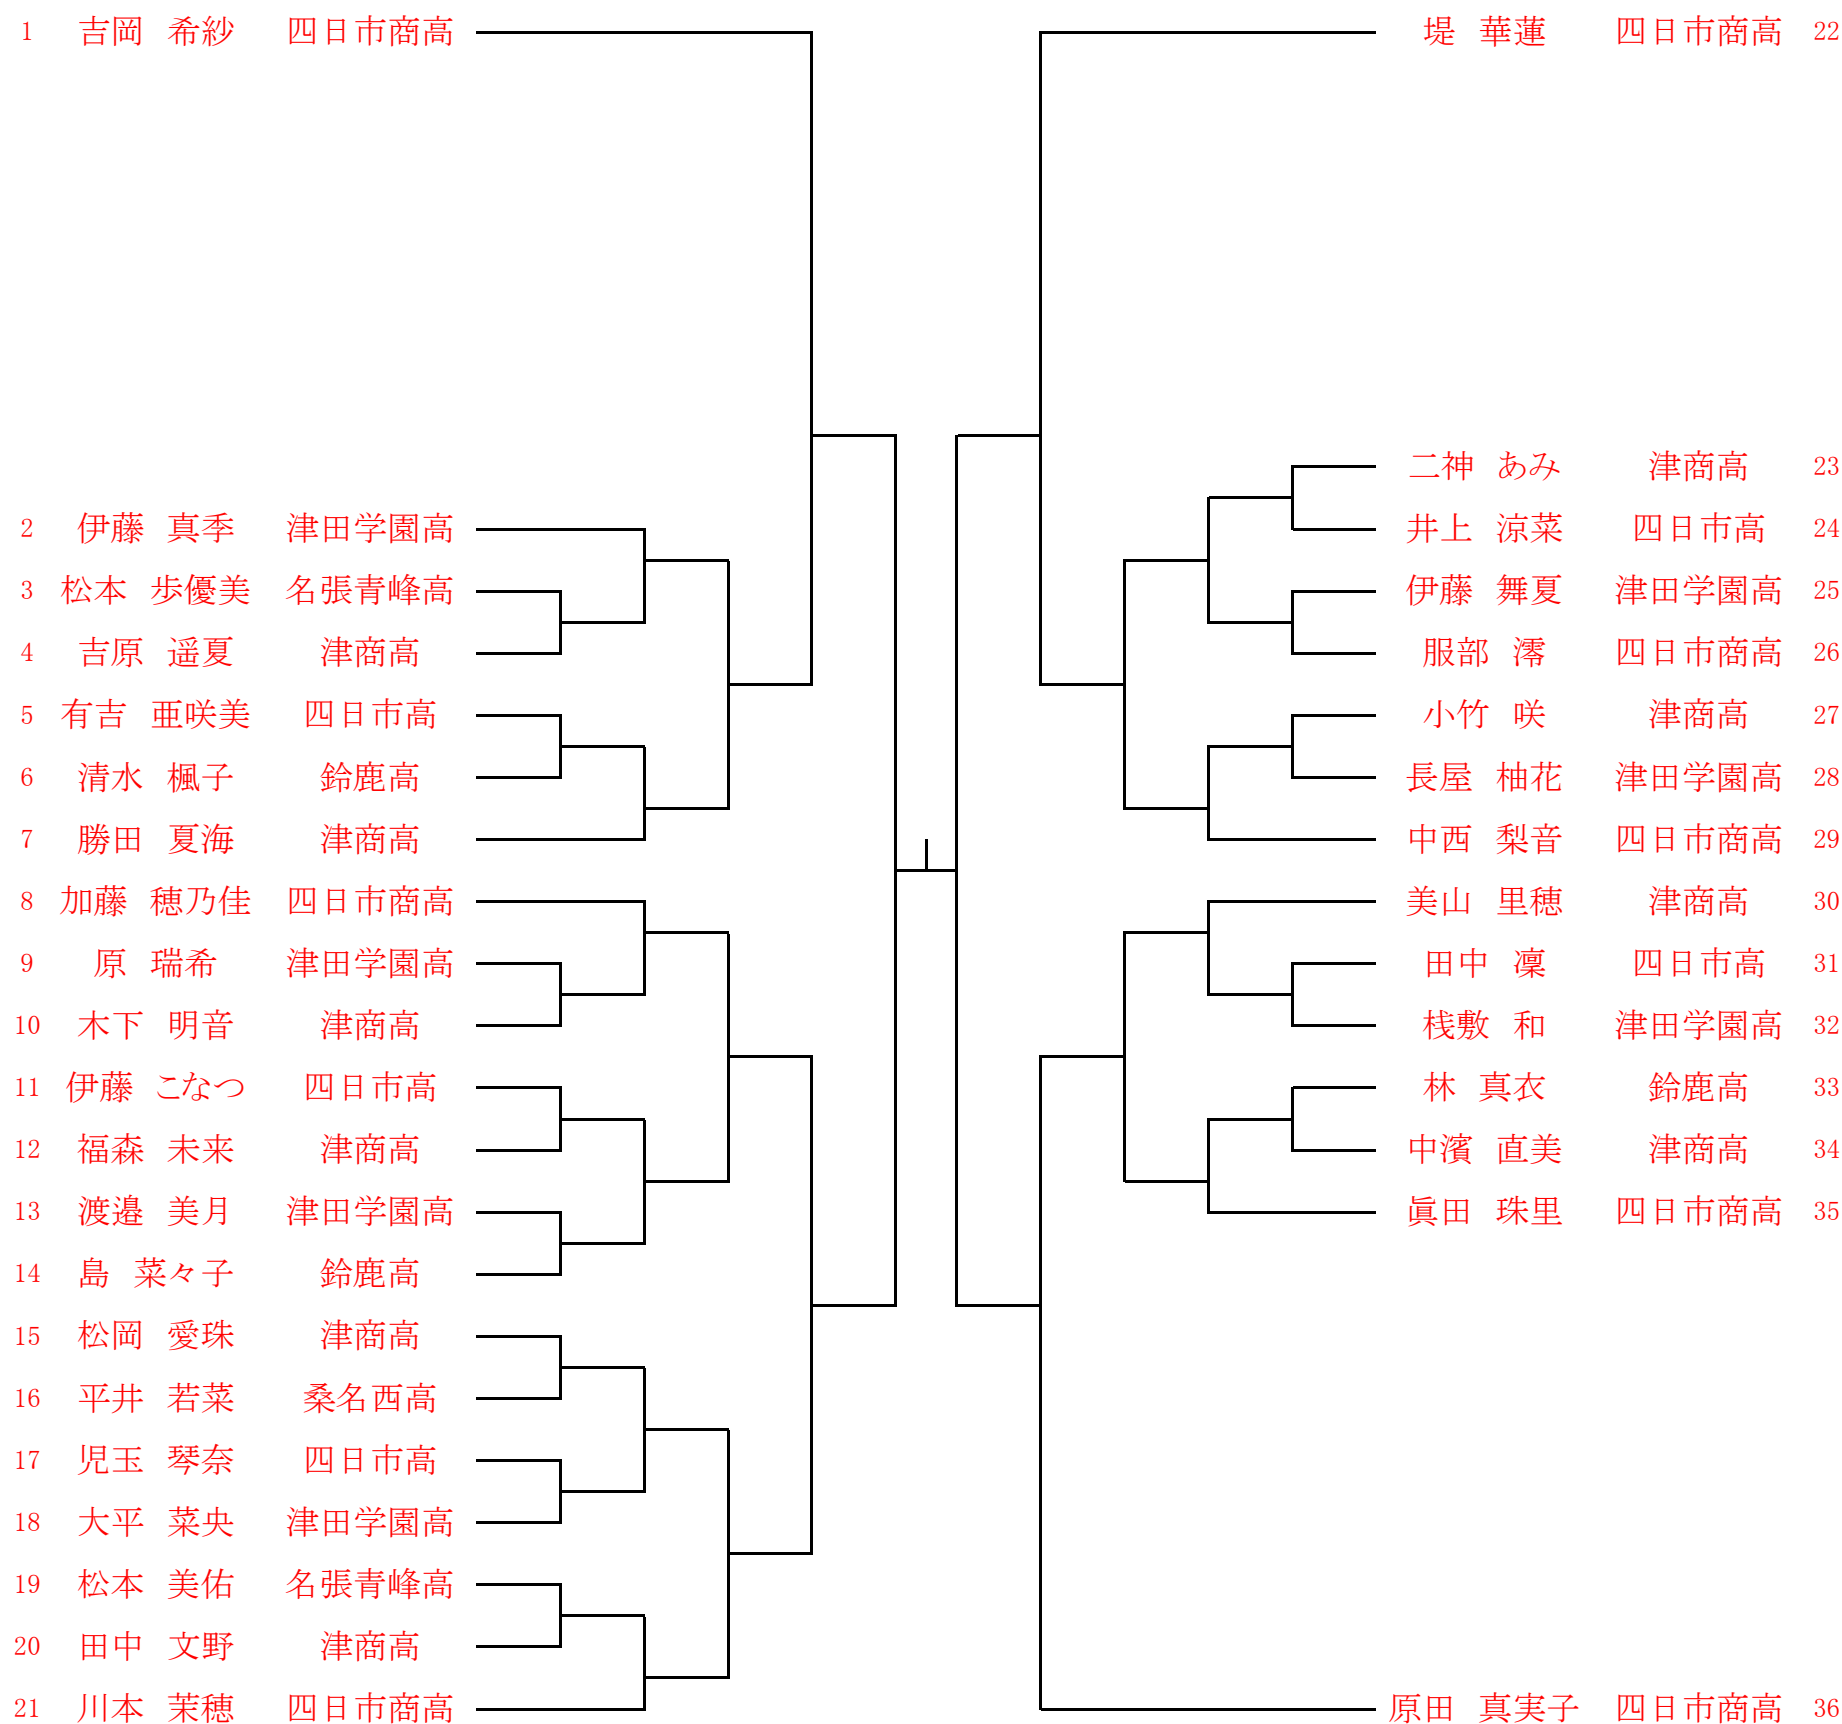 1 吉岡 希紗 四日市商高
2 伊藤 真季 津田学園高
3 松本 歩優美 名張青峰高
4 吉原 遥夏 津商高
5 有吉 亜咲美 四日市高
6 清水 楓子 鈴鹿高
7 勝田 夏海 津商高
8 加藤 穂乃佳 四日市商高
9 原 瑞希 津田学園高
10 木下 明音 津商高
11 伊藤 こなつ 四日市高
12 福森 未来 津商高
13 渡邉 美月 津田学園高
14 島 菜々子 鈴鹿高
15 松岡 愛珠 津商高
16 平井 若菜 桑名西高
17 児玉 琴奈 四日市高
18 大平 菜央 津田学園高
19 松本 美佑 名張青峰高
20 田中 文野 津商高
21 川本 茉穂 四日市商高
堤 華蓮 四日市商高 22
二神 あみ 津商高 23
井上 涼菜 四日市高 24
伊藤 舞夏 津田学園高 25
服部 澪 四日市商高 26
小竹 咲 津商高 27
長屋 柚花 津田学園高 28
中西 梨音 四日市商高 29
美山 里穂 津商高 30
田中 凜 四日市高 31
桟敷 和 津田学園高 32
林 真衣 鈴鹿高 33
中濱 直美 津商高 34
眞田 珠里 四日市商高 35
原田 真実子 四日市商高 36